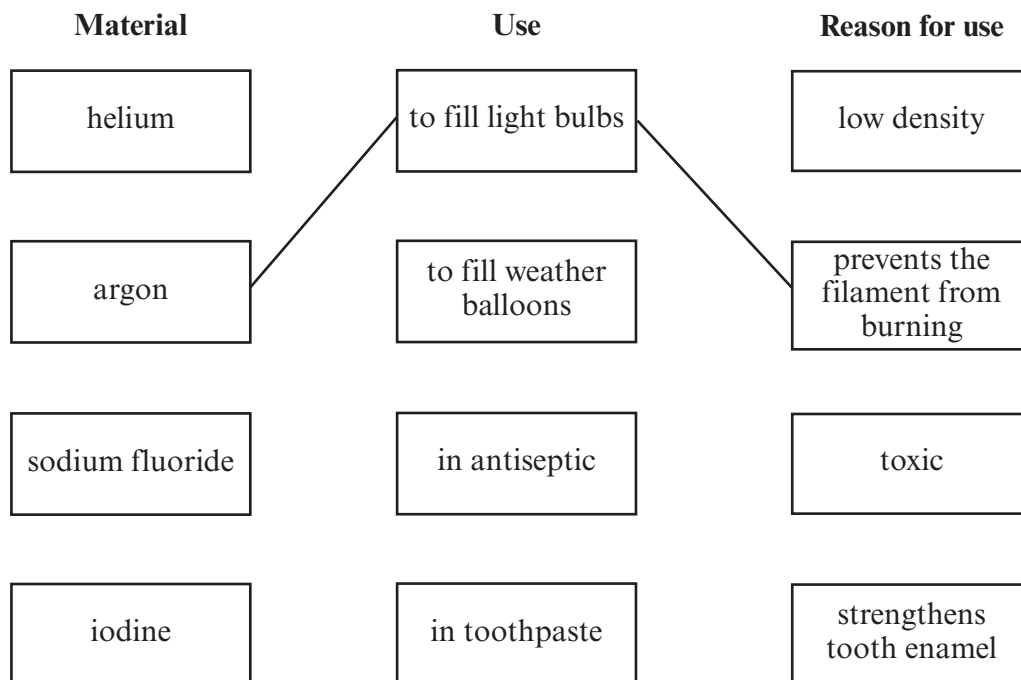 Material Use Reason for use
helium to fill light bulbs low density
argon to fill weather
balloons prevents the
filament from
burning
sodium fluoride in antiseptic toxic
iodine in toothpaste strengthens
tooth enamel